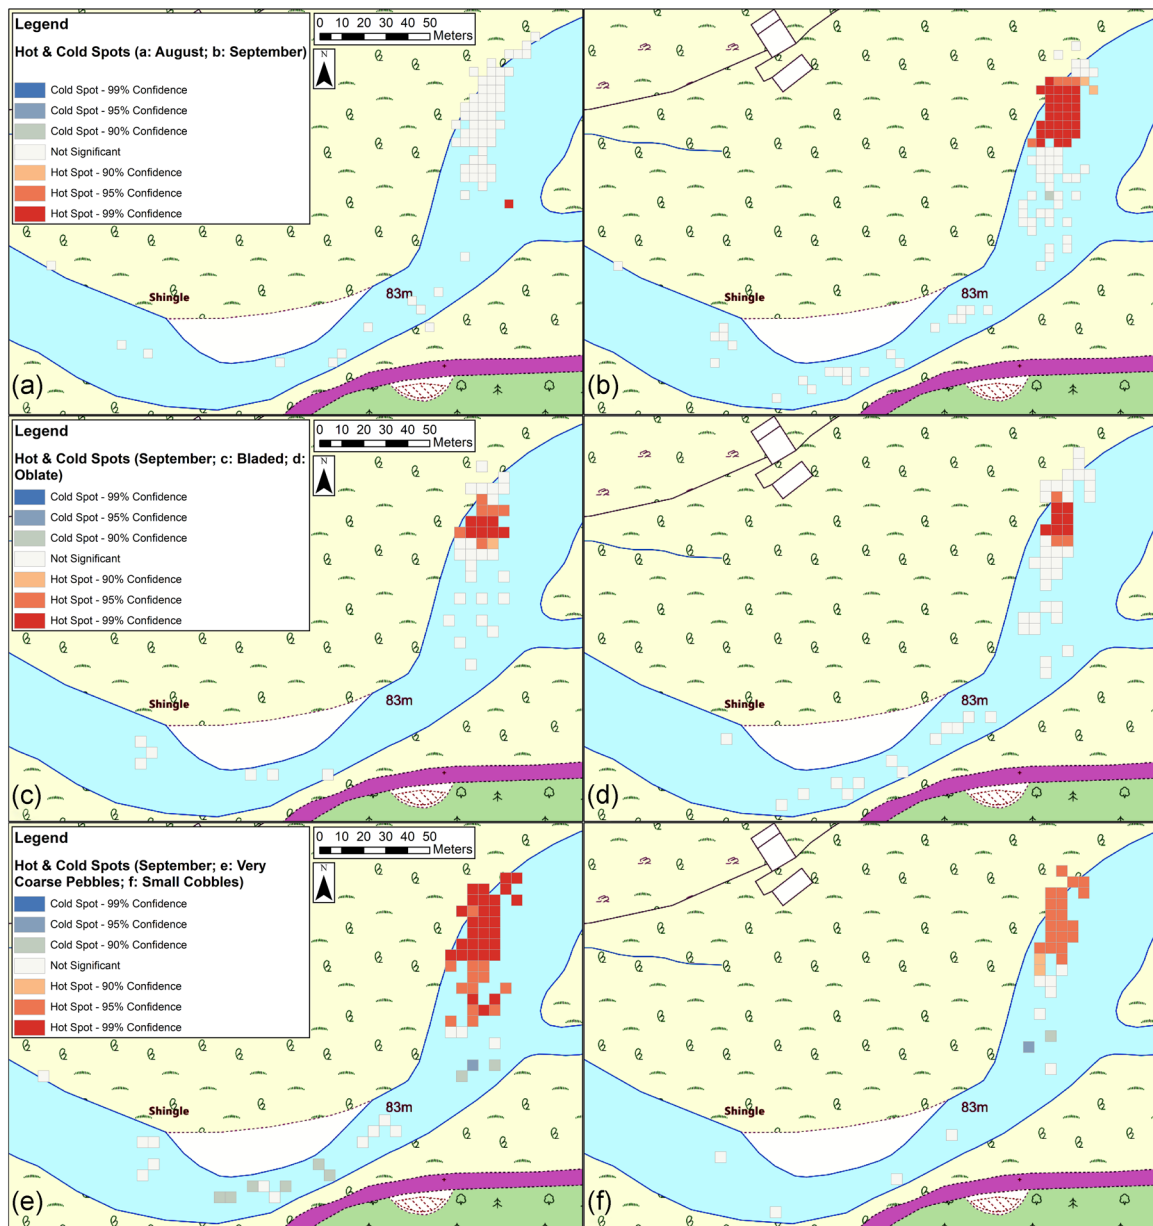 Legend
Hot & Cold Spots (a: August; b: September)
Cold Spot - 99% Confidence
Cold Spot - 95% Confidence
Cold Spot - 90% Confidence
Not Significant
Hot Spot - 90% Confidence
Hot Spot - 95% Confidence
Hot Spot - 99% Confidence
0 10 20 30 40 50
Meters
N
Shingle
83m
(a)
Shingle
83m
(b)
Legend
Hot & Cold Spots (September; c: Bladed; d:
Oblate)
Cold Spot - 99% Confidence
Cold Spot - 95% Confidence
Cold Spot - 90% Confidence
Not Significant
Hot Spot - 90% Confidence
Hot Spot - 95% Confidence
Hot Spot - 99% Confidence
0 10 20 30 40 50
Meters
N
Shingle
83m
(c)
Shingle
83m
(d)
Legend
Hot & Cold Spots (September; e: Very
Coarse Pebbles; f: Small Cobbles)
Cold Spot - 99% Confidence
Cold Spot - 95% Confidence
Cold Spot - 90% Confidence
Not Significant
Hot Spot - 90% Confidence
Hot Spot - 95% Confidence
Hot Spot - 99% Confidence
0 10 20 30 40 50
Meters
N
Shingle
83m
(e)
Shingle
83m
(f)